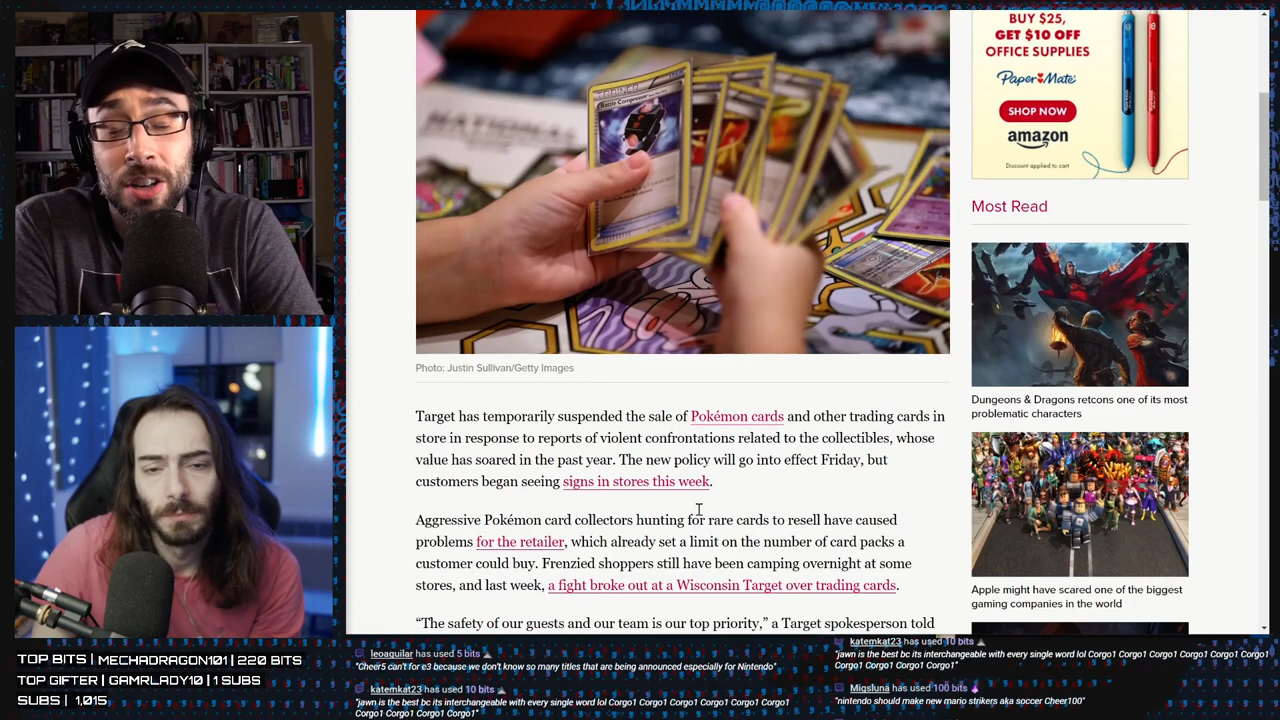 BUY $25,
GET $10 OFF
OFFICE SUPPLIES
Paper Mate
SHOP NOW
amazon
Discount applied to cart
TRAINER
Battle Compressor
Photo: Justin Sullivan/Getty Images
Target has temporarily suspended the sale of Pokémon cards and other trading cards in
store in response to reports of violent confrontations related to the collectibles, whose
value has soared in the past year. The new policy will go into effect Friday, but
customers began seeing signs in stores this week.
Aggressive Pokémon card collectors hunting for rare cards to resell have caused
problems for the retailer, which already set a limit on the number of card packs a
customer could buy. Frenzied shoppers still have been camping overnight at some
stores, and last week, a fight broke out at a Wisconsin Target over trading cards.
“The safety of our guests and our team is our top priority,” a Target spokesperson told
Most Read
Dungeons & Dragons retcons one of its most
problematic characters
Apple might have scared one of the biggest
gaming companies in the world
TOP BITS | MECHADRAGON101 | 220 BITS
TOP GIFTER | GAMRLADY10 | 1 SUBS
SUBS | 1,015
leoaguilar has used 5 bits
"Cheer5 can't for e3 because we don't know so many titles that are being announced especially for Nintendo"
katemkat23 has used 10 bits
"jawn is the best bc its interchangeable with every single word lol Corgo1 Corgo1 Corgo1 Corgo1 Corgo1 Corgo1
Corgo1 Corgo1 Corgo1 Corgo1"
katemkat23 has used 10 bits
"jawn is the best bc its interchangeable with every single word lol Corgo1 Corgo1 Corgo1 Corgo1 Corgo1 Corgo1
Corgo1 Corgo1 Corgo1 Corgo1"
Migsluna has used 100 bits
"nintendo should make new mario strikers aka soccer Cheer100"